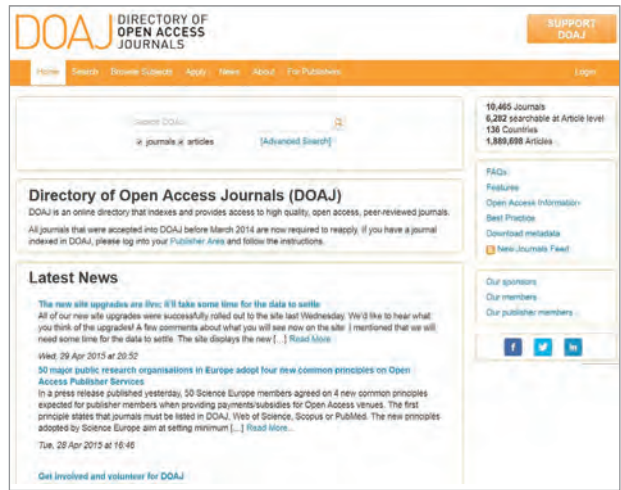 DOAJ DIRECTORY OF
OPEN ACCESS
JOURNALS
SUPPORT
DOAJ
Home Search Browse Subjects Apply News About For Publishers Login
Search DOAJ
journals articles [Advanced Search]
10,465 Journals
6,282 searchable at Article level
136 Countries
1,889,698 Articles
FAQs
Features
Open Access Information
Best Practice
Download metadata
New Journals Feed
Our sponsors
Our members
Our publisher members
Directory of Open Access Journals (DOAJ)
DOAJ is an online directory that indexes and provides access to high quality, open access, peer-reviewed journals.
All journals that were accepted into DOAJ before March 2014 are now required to reapply, if you have a journal
indexed in DOAJ, please log into your Publisher Area and follow the instructions.
Latest News
The new site upgrades are live; it'll take some time for the data to settle
All of our new site upgrades were successfully rolled out to the site last Wednesday. We'd like to hear what
you think of the upgrades! A few comments about what you will see now on the site: I mentioned that we will
need some time for the data to settle. The site displays the new [...] Read More
Wed, 29 Apr 2015 at 20:52
50 major public research organisations in Europe adopt four new common principles on Open
Access Publisher Services
In a press release published yesterday, 50 Science Europe members agreed on 4 new common principles
expected for publisher members when providing payments/subsidies for Open Access venues. The first
principle states that journals must be listed in DOAJ, Web of Science, Scopus or PubMed. The new principles
adopted by Science Europe aim at setting minimum [...] Read More...
Tue, 28 Apr 2015 at 16:46
Get involved and volunteer for DOAJ